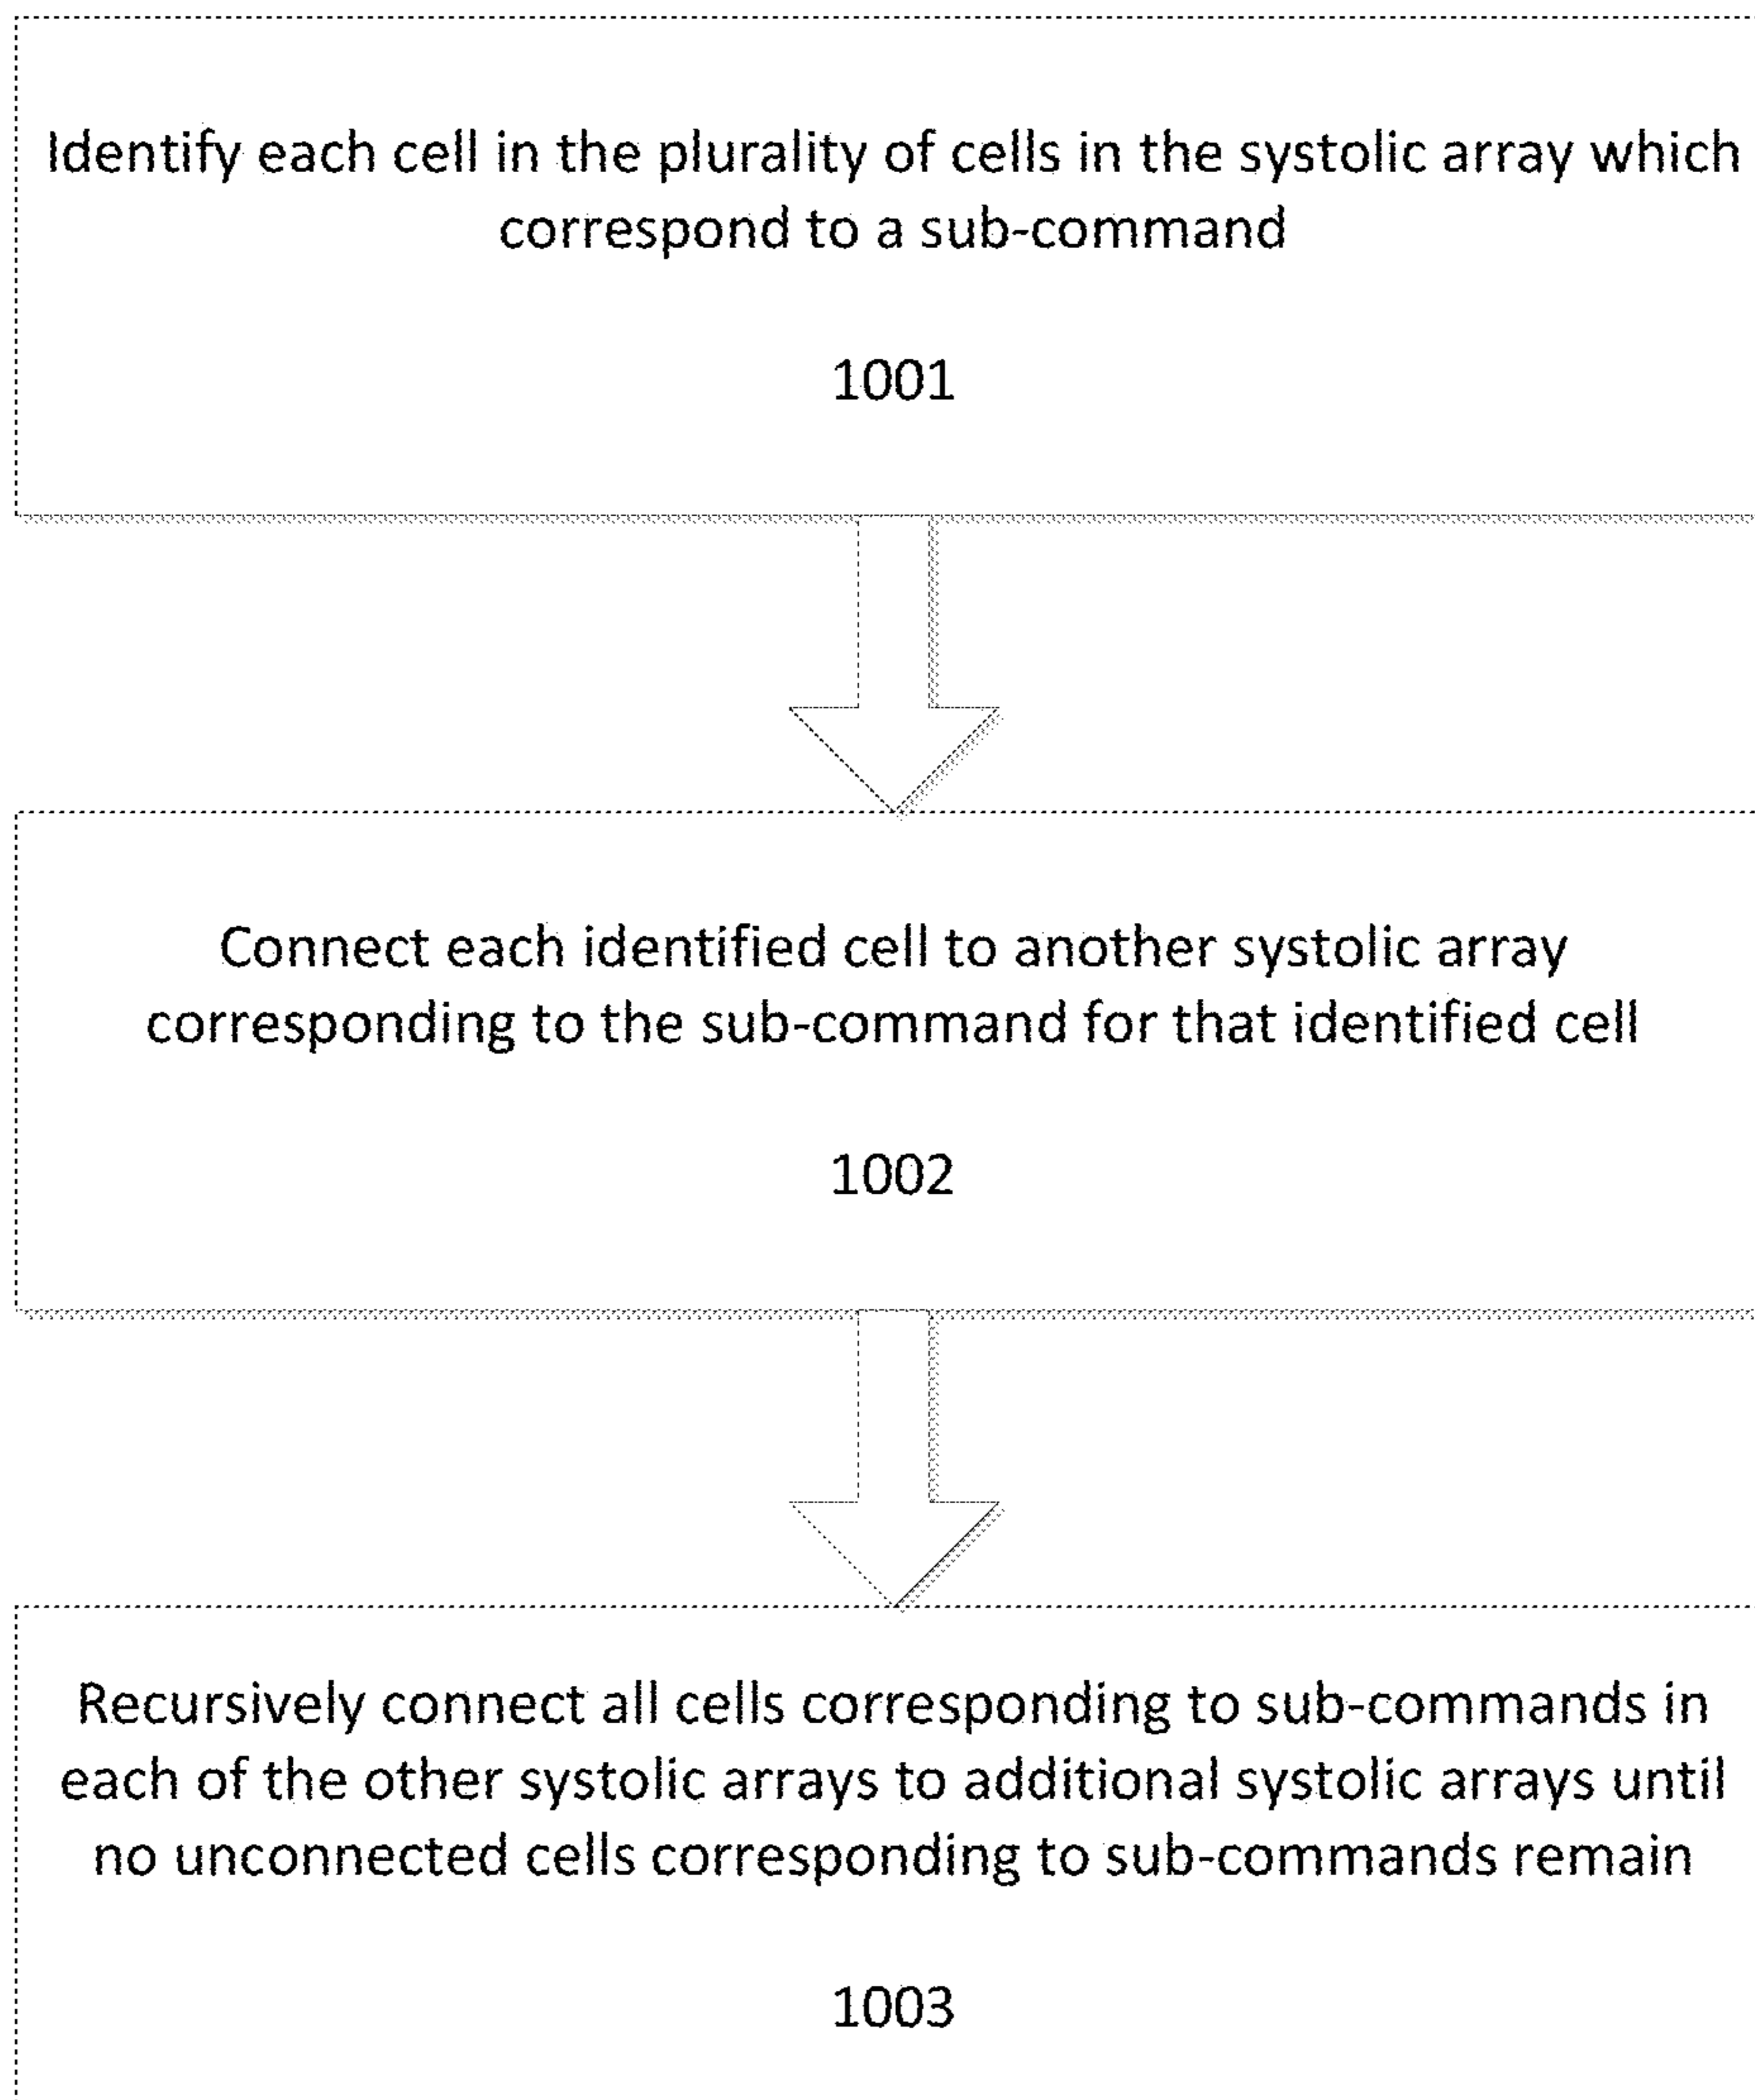 Identify each cell in the plurality of cells in the systolic array which
correspond to a sub-command
1001
Connect each identified cell to another systolic array
corresponding to the sub-command for that identified cell
1002
Recursively connect all cells corresponding to sub-commands in
each of the other systolic arrays to additional systolic arrays until
no unconnected cells corresponding to sub-commands remain
1003